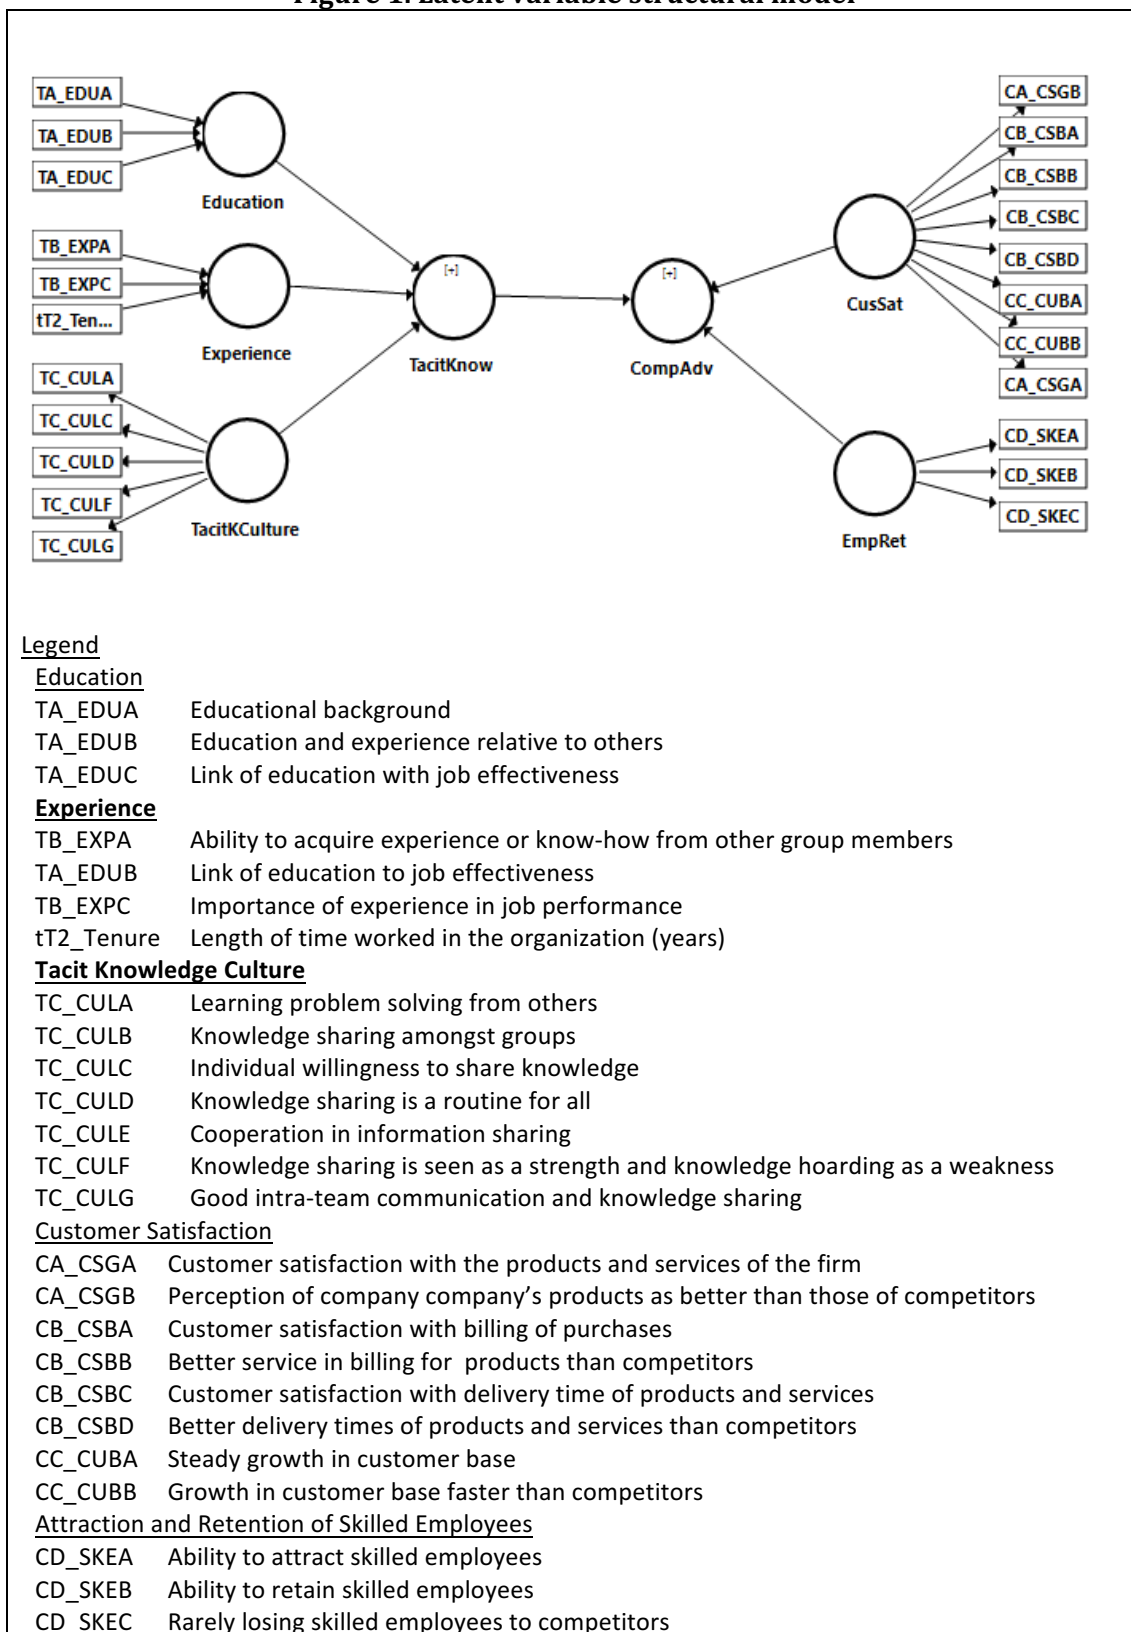 Figure 1. Latent variable structural model
TA_EDUA
TA_EDUB
TA_EDUC
Education
TB_EXPA
TB_EXPC
tT2_Ten...
Experience
TC_CULA
TC_CULC
TC_CULD
TC_CULF
TC_CULG
TacitKCulture
[+]
TacitKnow
[+]
CompAdv
CusSat
CA_CSGB
CB_CSBA
CB_CSBB
CB_CSBC
CB_CSBD
CC_CUBA
CC_CUBB
CA_CSGA
EmpRet
CD_SKEA
CD_SKEB
CD_SKEC
Legend
Education
TA_EDUA Educational background
TA_EDUB Education and experience relative to others
TA_EDUC Link of education with job effectiveness
Experience
TB_EXPA Ability to acquire experience or know-how from other group members
TA_EDUB Link of education to job effectiveness
TB_EXPC Importance of experience in job performance
tT2_Tenure Length of time worked in the organization (years)
Tacit Knowledge Culture
TC_CULA Learning problem solving from others
TC_CULB Knowledge sharing amongst groups
TC_CULC Individual willingness to share knowledge
TC_CULD Knowledge sharing is a routine for all
TC_CULE Cooperation in information sharing
TC_CULF Knowledge sharing is seen as a strength and knowledge hoarding as a weakness
TC_CULG Good intra-team communication and knowledge sharing
Customer Satisfaction
CA_CSGA Customer satisfaction with the products and services of the firm
CA_CSGB Perception of company company’s products as better than those of competitors
CB_CSBA Customer satisfaction with billing of purchases
CB_CSBB Better service in billing for products than competitors
CB_CSBC Customer satisfaction with delivery time of products and services
CB_CSBD Better delivery times of products and services than competitors
CC_CUBA Steady growth in customer base
CC_CUBB Growth in customer base faster than competitors
Attraction and Retention of Skilled Employees
CD_SKEA Ability to attract skilled employees
CD_SKEB Ability to retain skilled employees
CD_SKEC Rarely losing skilled employees to competitors